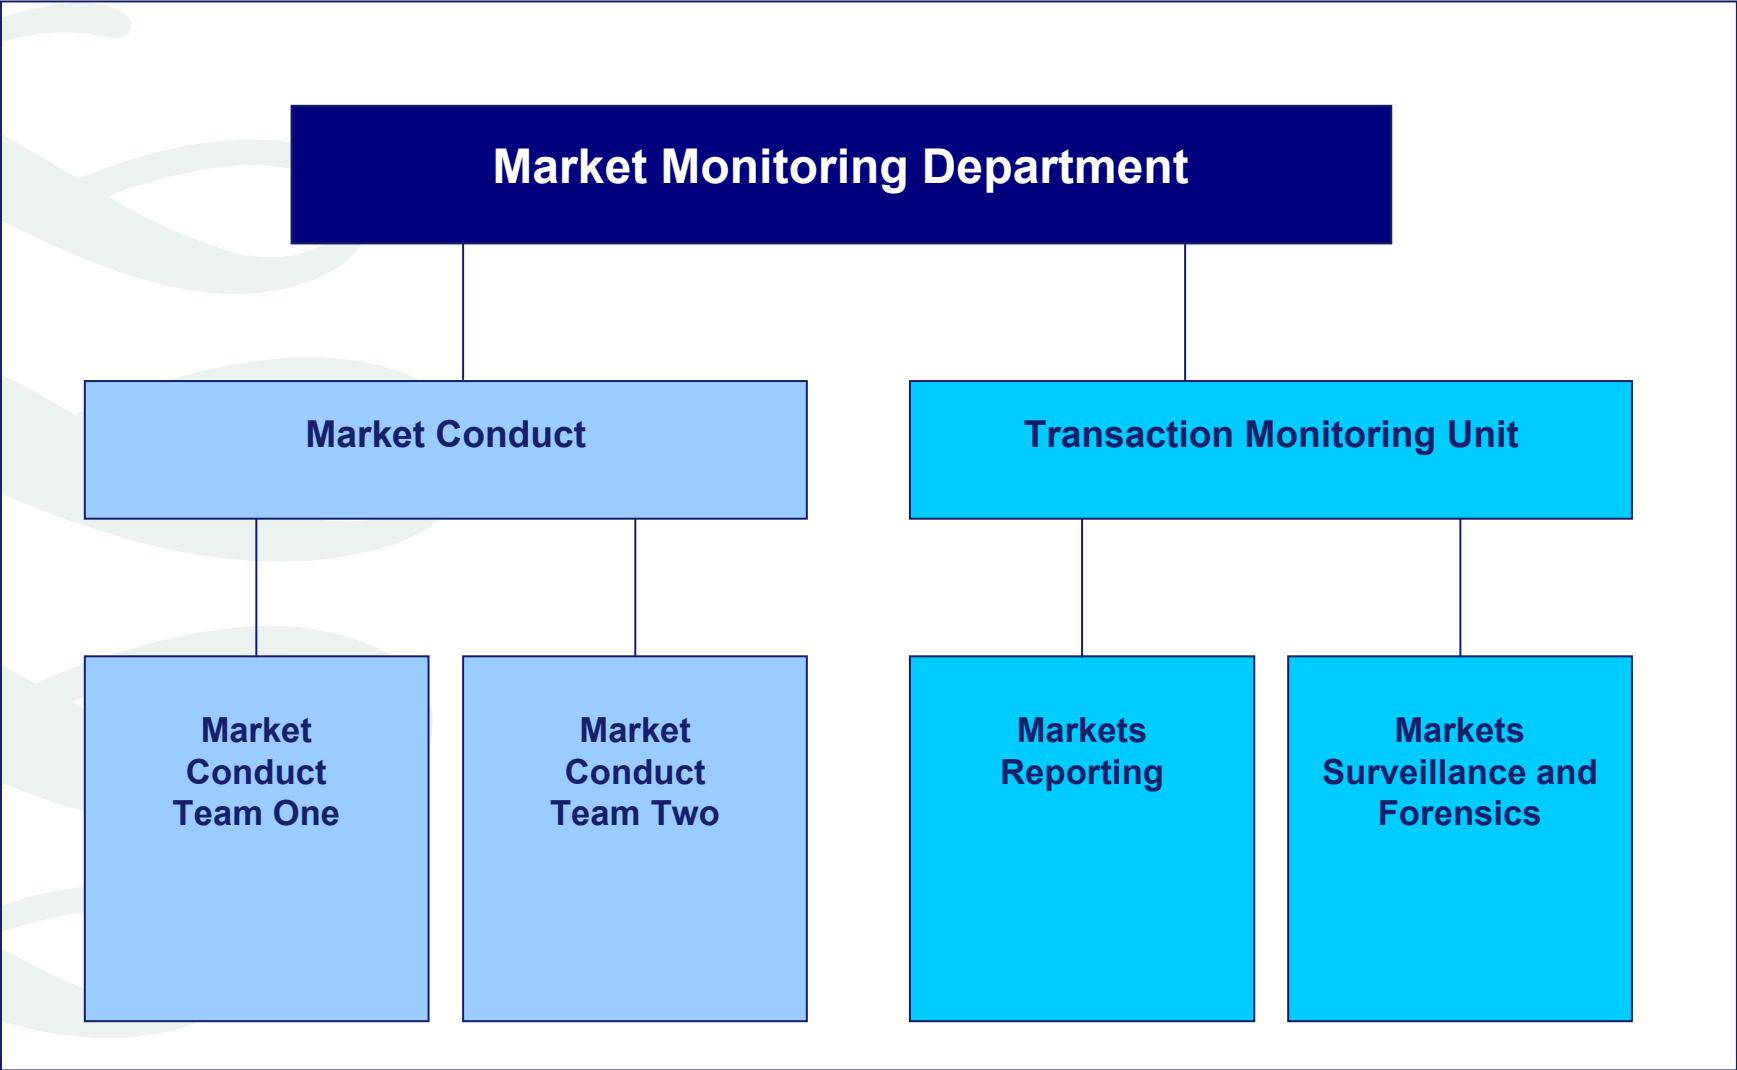 Market Monitoring Department
Market Conduct
Transaction Monitoring Unit
Market
Conduct
Team One
Market
Conduct
Team Two
Markets
Reporting
Markets
Surveillance and
Forensics